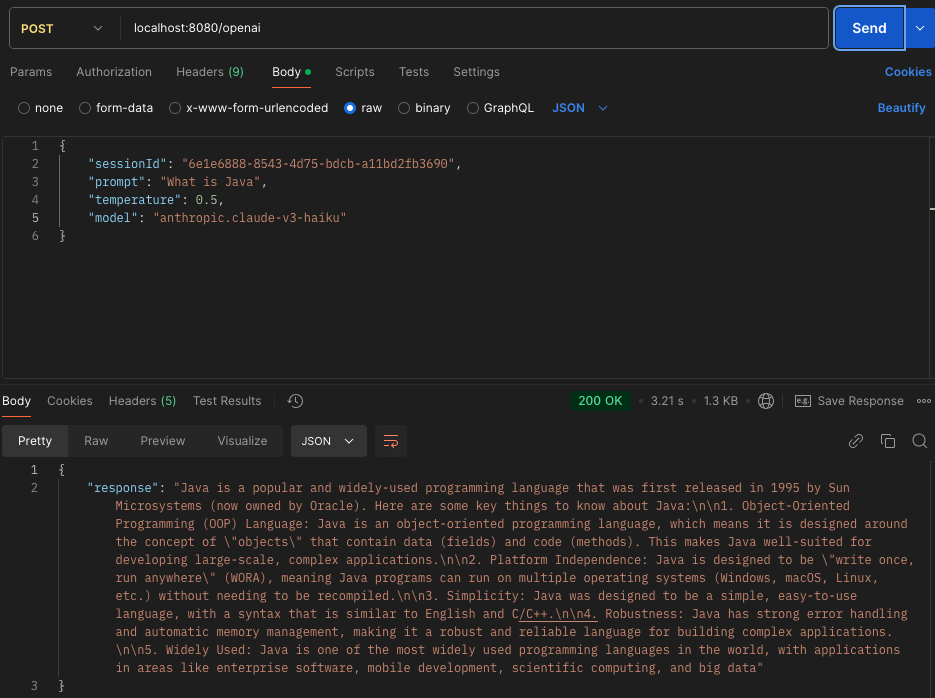 POST localhost:8080/openai Send
Params Authorization Headers (9) Body Scripts Tests Settings Cookies
none form-data x-www-form-urlencoded raw binary GraphQL JSON Beautify
1 {
2 "sessionId": "6e1e6888-8543-4d75-bdcb-a11bd2fb3690",
3 "prompt": "What is Java",
4 "temperature": 0.5,
5 "model": "anthropic.claude-v3-haiku"
6 }
Body Cookies Headers (5) Test Results 200 OK 3.21 s 1.3 KB e.g. Save Response
Pretty Raw Preview Visualize JSON
1 {
2 "response": "Java is a popular and widely-used programming language that was first released in 1995 by Sun
Microsystems (now owned by Oracle). Here are some key things to know about Java:\n\n1. Object-Oriented
Programming (OOP) Language: Java is an object-oriented programming language, which means it is designed around
the concept of \"objects\" that contain data (fields) and code (methods). This makes Java well-suited for
developing large-scale, complex applications.\n\n2. Platform Independence: Java is designed to be \"write once,
run anywhere\" (WORA), meaning Java programs can run on multiple operating systems (Windows, macOS, Linux,
etc.) without needing to be recompiled.\n\n3. Simplicity: Java was designed to be a simple, easy-to-use
language, with a syntax that is similar to English and C/C++.\n\n4. Robustness: Java has strong error handling
and automatic memory management, making it a robust and reliable language for building complex applications.
\n\n5. Widely Used: Java is one of the most widely used programming languages in the world, with applications
in areas like enterprise software, mobile development, scientific computing, and big data"
3 }